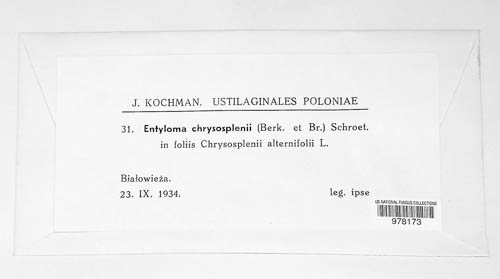 J. KOCHMAN. USTILAGINALES POLONIAE
31. Entyloma chrysosplenii (Berk. et Br.) Schroet.
in foliis Chrysosplenii alternifolii L.
Białowieża.
23. IX. 1934. leg. ipse
US NATIONAL FUNGUS COLLECTIONS
978173